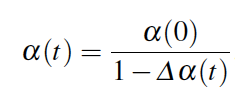 α(t) = α(0) / (1 − Δα(t))